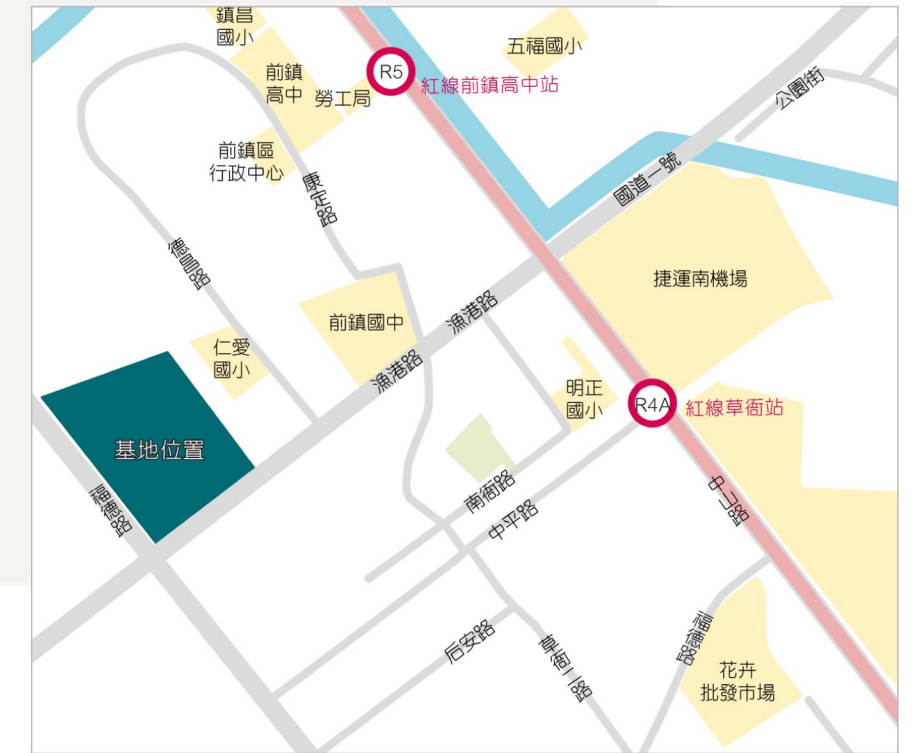 鎮昌
國小
五福國小
R5
紅線前鎮高中站
前鎮
高中
勞工局
公園街
前鎮區
行政中心
國道一號
康定路
德昌路
捷運南機場
漁港路
前鎮國中
仁愛
國小
漁港路
明正
國小
R4A
紅線草衙站
基地位置
南衙路
中山路
福德路
中平路
后安路
草衙二路
福德路
花卉
批發市場